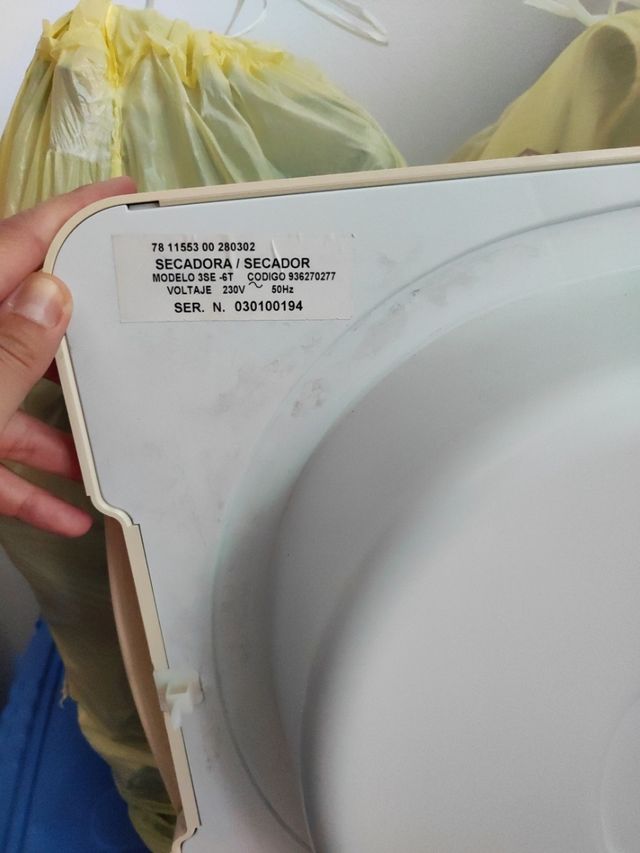 78 11553 00 280302
SECADORA / SECADOR
MODELO 3SE -6T CODIGO 936270277
VOLTAJE 230V ~ 50Hz
SER. N. 030100194